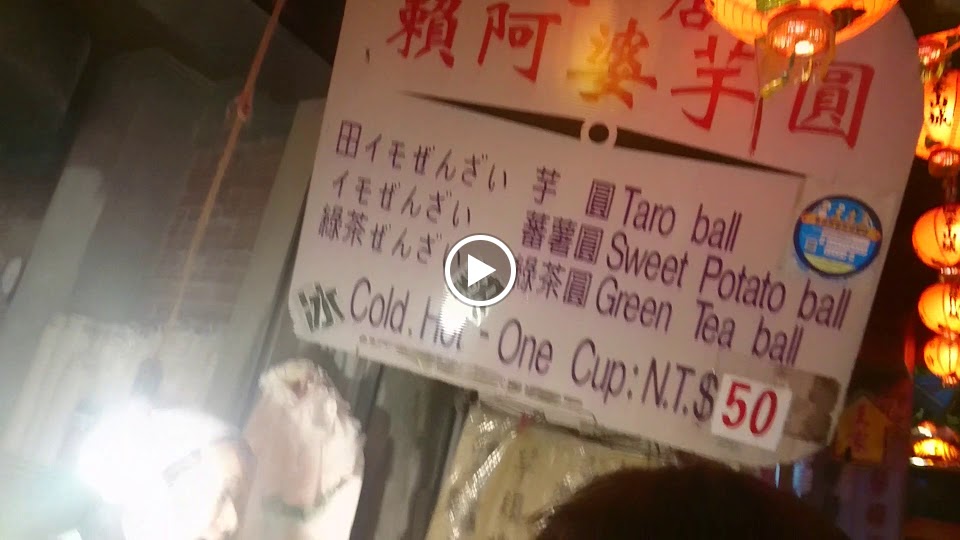 賴阿婆芋圓
田イモぜんざい 芋圓 Taro ball
イモぜんざい 蕃薯圓 Sweet Potato ball
綠茶ぜんざい 綠茶圓 Green Tea ball
冰 Cold. Hot - One Cup: N.T.$50